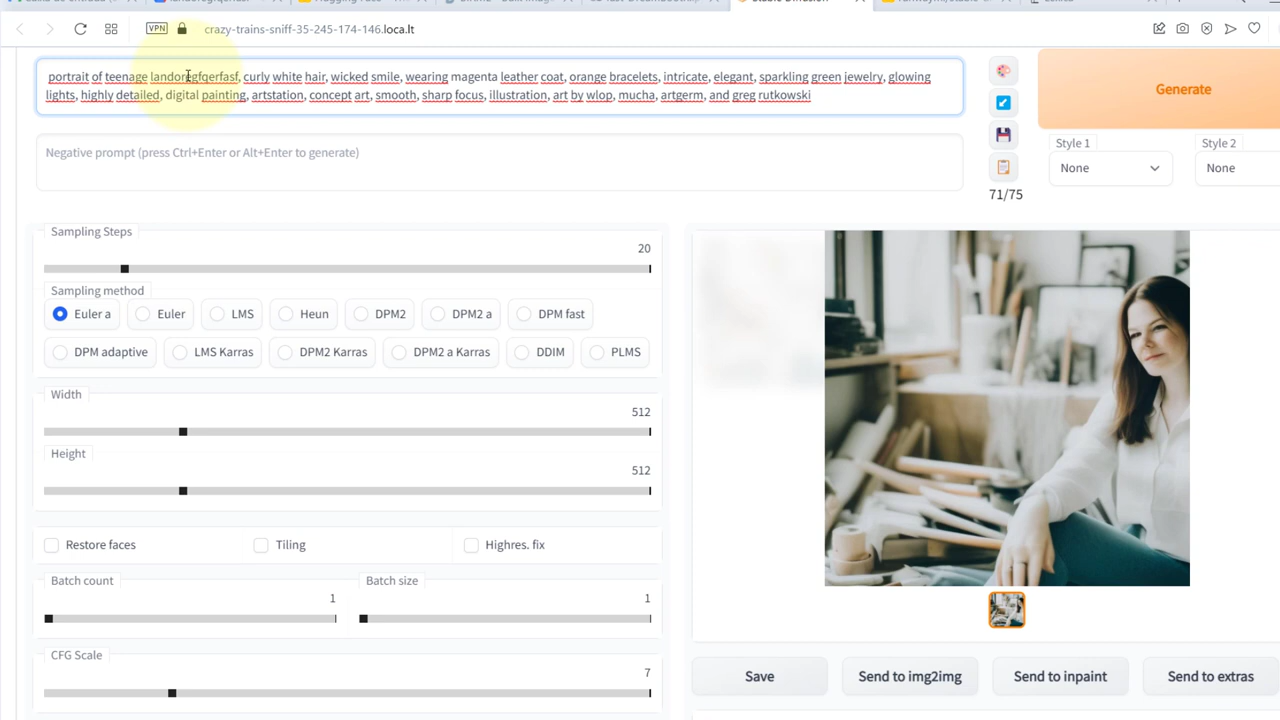 VPN crazy-trains-sniff-35-245-174-146.loca.lt
portrait of teenage landoregfqerfasf, curly white hair, wicked smile, wearing magenta leather coat, orange bracelets, intricate, elegant, sparkling green jewelry, glowing
lights, highly detailed, digital painting, artstation, concept art, smooth, sharp focus, illustration, art by wlop, mucha, artgerm, and greg rutkowski
Generate
Negative prompt (press Ctrl+Enter or Alt+Enter to generate)
Style 1 Style 2
None None
71/75
Sampling Steps
20
Sampling method
Euler a Euler LMS Heun DPM2 DPM2 a DPM fast
DPM adaptive LMS Karras DPM2 Karras DPM2 a Karras DDIM PLMS
Width
512
Height
512
Restore faces Tiling Highres. fix
Batch count Batch size
1 1
CFG Scale
7
Save Send to img2img Send to inpaint Send to extras